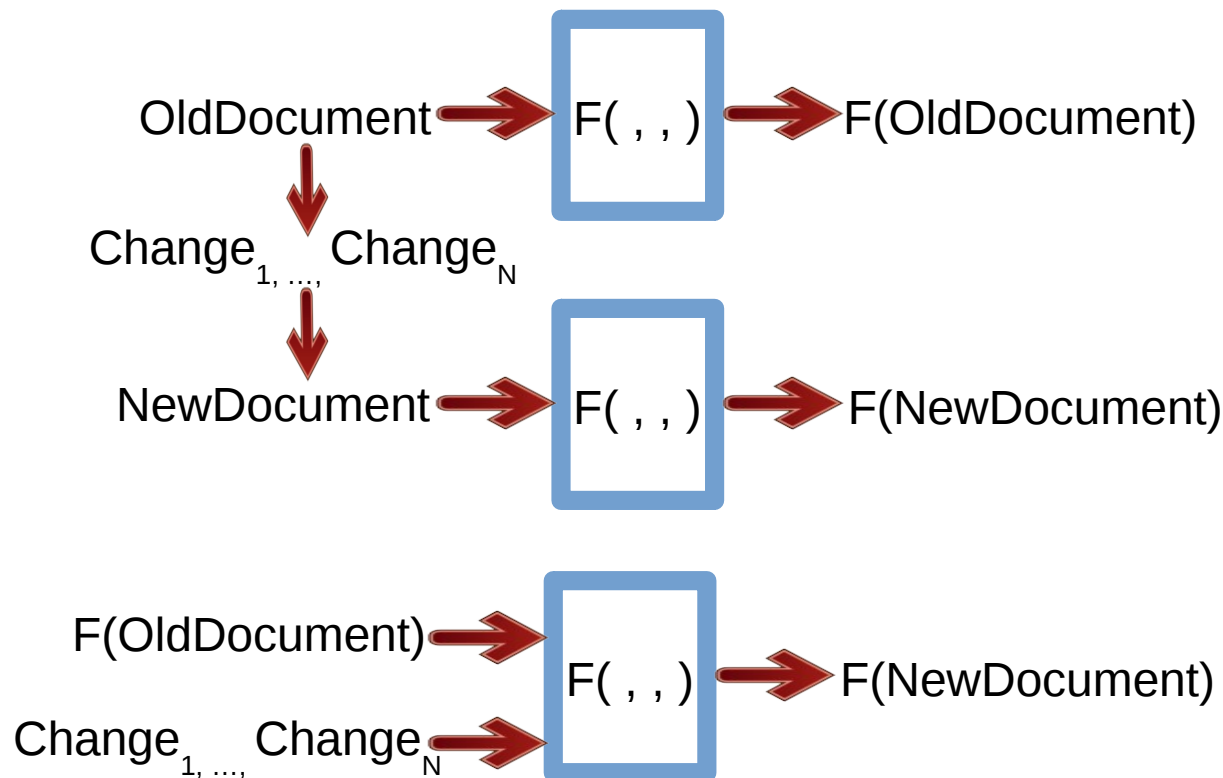 OldDocument F( , , ) F(OldDocument)
Change1, ..., ChangeN
NewDocument F( , , ) F(NewDocument)
F(OldDocument)
F( , , ) F(NewDocument)
Change1, ..., ChangeN